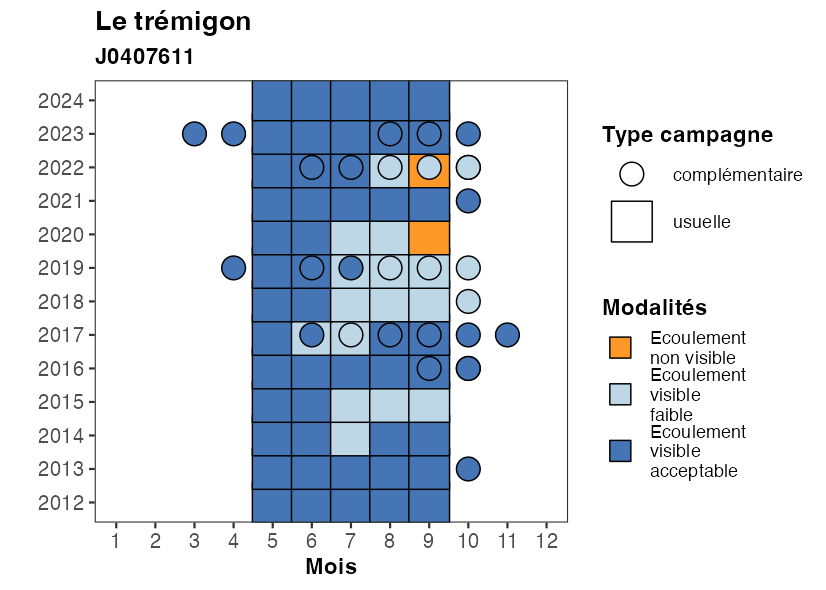 Le trémigon
J0407611
2024
2023
2022
2021
2020
2019
2018
2017
2016
2015
2014
2013
2012
1 2 3 4 5 6 7 8 9 10 11 12
Mois
Type campagne
complémentaire
usuelle
Modalités
Ecoulement
non visible
Ecoulement
visible
faible
Ecoulement
visible
acceptable